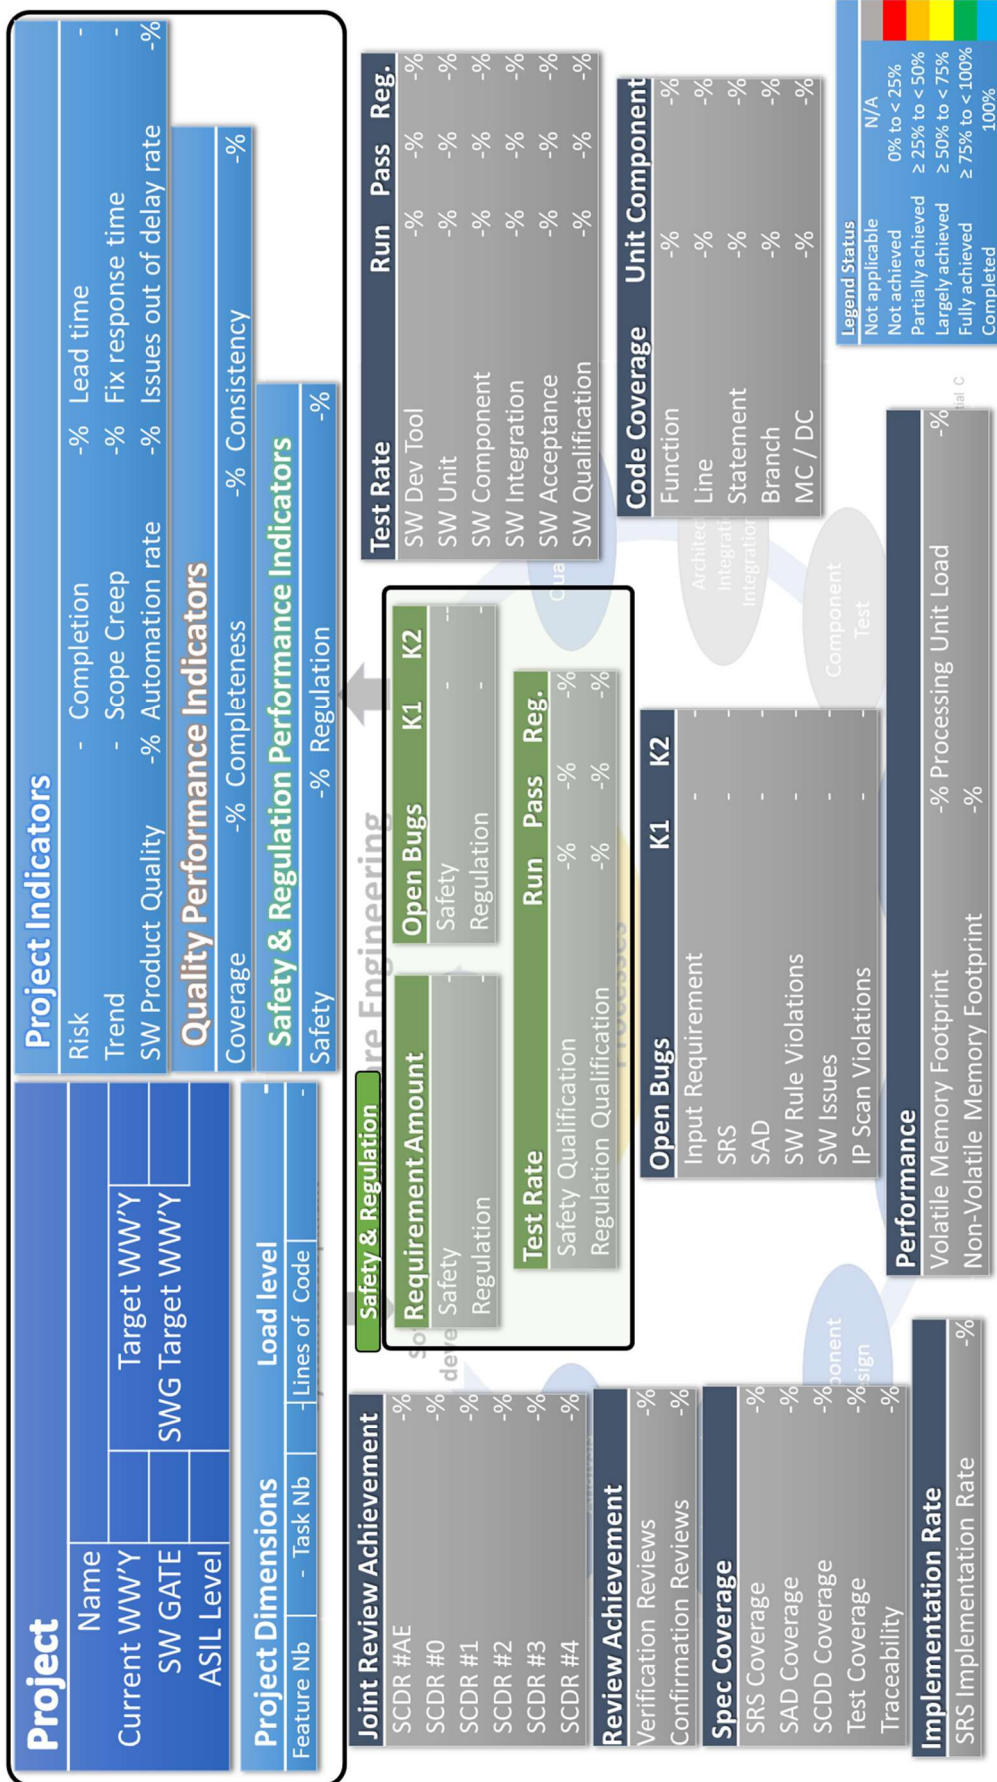 Project
Name
Current WW'Y Target WW'Y
SW GATE SWG Target WW'Y
ASIL Level
Project Dimensions Load level -
Feature Nb - Task Nb - Lines of Code -
Project Indicators
Risk - Completion -% Lead time -
Trend - Scope Creep -% Fix response time -
SW Product Quality -% Automation rate -% Issues out of delay rate -%
Quality Performance Indicators
Coverage -% Completeness -% Consistency -%
Safety & Regulation Performance Indicators
Safety -% Regulation -%
Joint Review Achievement
SCDR #AE -%
SCDR #0 -%
SCDR #1 -%
SCDR #2 -%
SCDR #3 -%
SCDR #4 -%
Review Achievement
Verification Reviews -%
Confirmation Reviews -%
Spec Coverage
SRS Coverage -%
SAD Coverage -%
SCDD Coverage -%
Test Coverage -%
Traceability -%
Implementation Rate
SRS Implementation Rate -%
Safety & Regulation
Requirement Amount
Safety -
Regulation -
Open Bugs K1 K2
Safety - -
Regulation - -
Test Rate Run Pass Reg.
Safety Qualification -% -% -%
Regulation Qualification -% -% -%
Open Bugs K1 K2
Input Requirement - -
SRS - -
SAD - -
SW Rule Violations - -
SW Issues - -
IP Scan Violations - -
Performance
Volatile Memory Footprint -% Processing Unit Load -%
Non-Volatile Memory Footprint -%
Test Rate Run Pass Reg.
SW Dev Tool -% -% -%
SW Unit -% -% -%
SW Component -% -% -%
SW Integration -% -% -%
SW Acceptance -% -% -%
SW Qualification -% -% -%
Code Coverage Unit Component
Function -% -%
Line -% -%
Statement -% -%
Branch -% -%
MC / DC -% -%
Legend Status
Not applicable N/A
Not achieved 0% to < 25%
Partially achieved ≥ 25% to < 50%
Largely achieved ≥ 50% to < 75%
Fully achieved ≥ 75% to < 100%
Completed 100%
Engineering
Processes
Component
Test